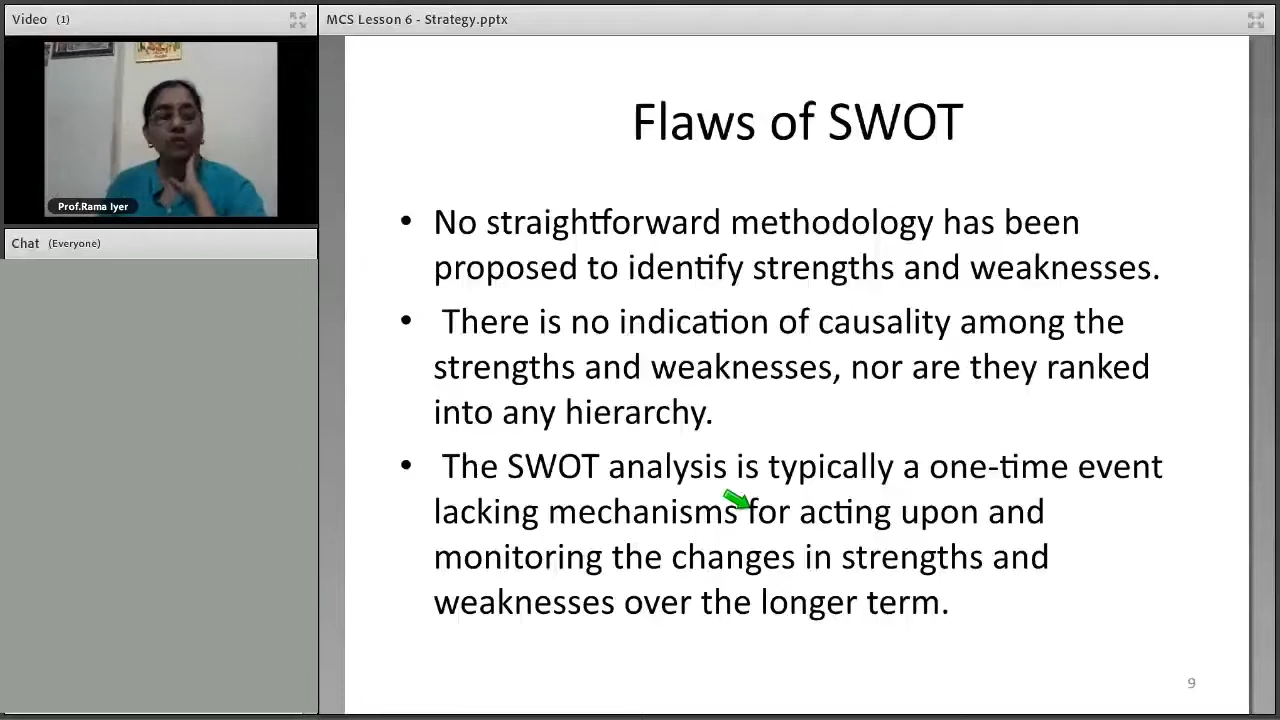 Video (1)
MCS Lesson 6 - Strategy.pptx
Prof.Rama Iyer
Chat (Everyone)
Flaws of SWOT
• No straightforward methodology has been
proposed to identify strengths and weaknesses.
• There is no indication of causality among the
strengths and weaknesses, nor are they ranked
into any hierarchy.
• The SWOT analysis is typically a one-time event
lacking mechanisms for acting upon and
monitoring the changes in strengths and
weaknesses over the longer term.
9